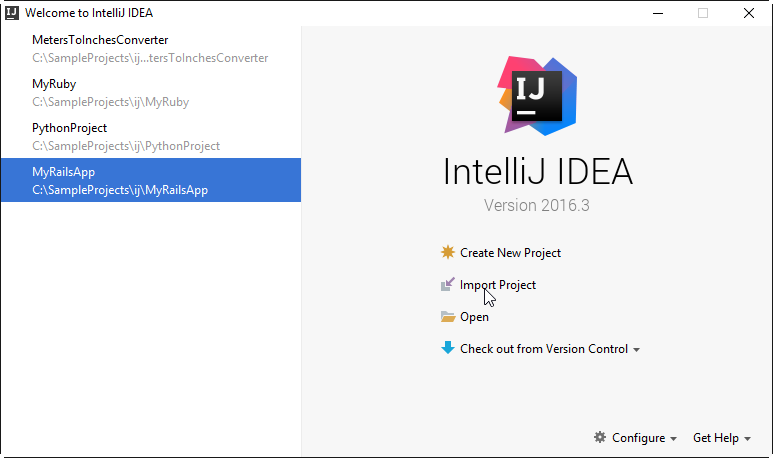 Welcome to IntelliJ IDEA
MetersToInchesConverter
C:\SampleProjects\ij...tersToInchesConverter
MyRuby
C:\SampleProjects\ij\MyRuby
PythonProject
C:\SampleProjects\ij\PythonProject
MyRailsApp
C:\SampleProjects\ij\MyRailsApp
IJ
IntelliJ IDEA
Version 2016.3
Create New Project
Import Project
Open
Check out from Version Control
Configure Get Help